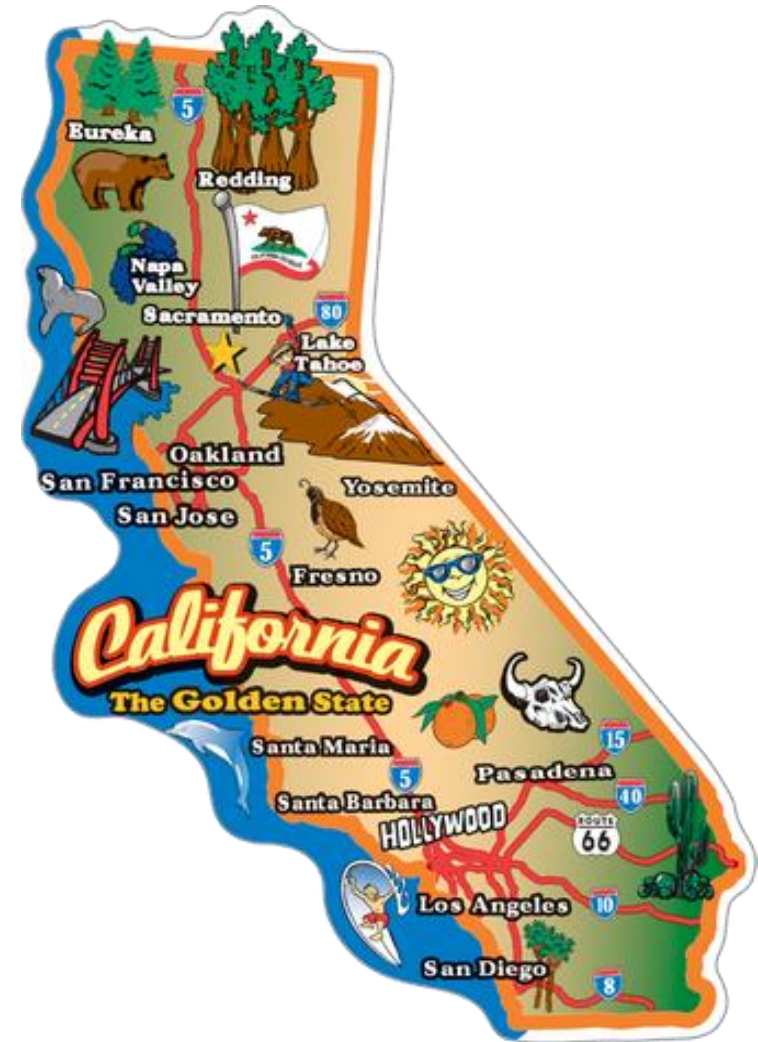 5
Eureka
Redding
Napa
Valley
Sacramento
80
Lake
Tahoe
Oakland
San Francisco
Yosemite
San Jose
5
Fresno
California
The Golden State
Santa Maria
15
5
Pasadena
40
Santa Barbara
HOLLYWOOD
ROUTE
66
Los Angeles
10
San Diego
8